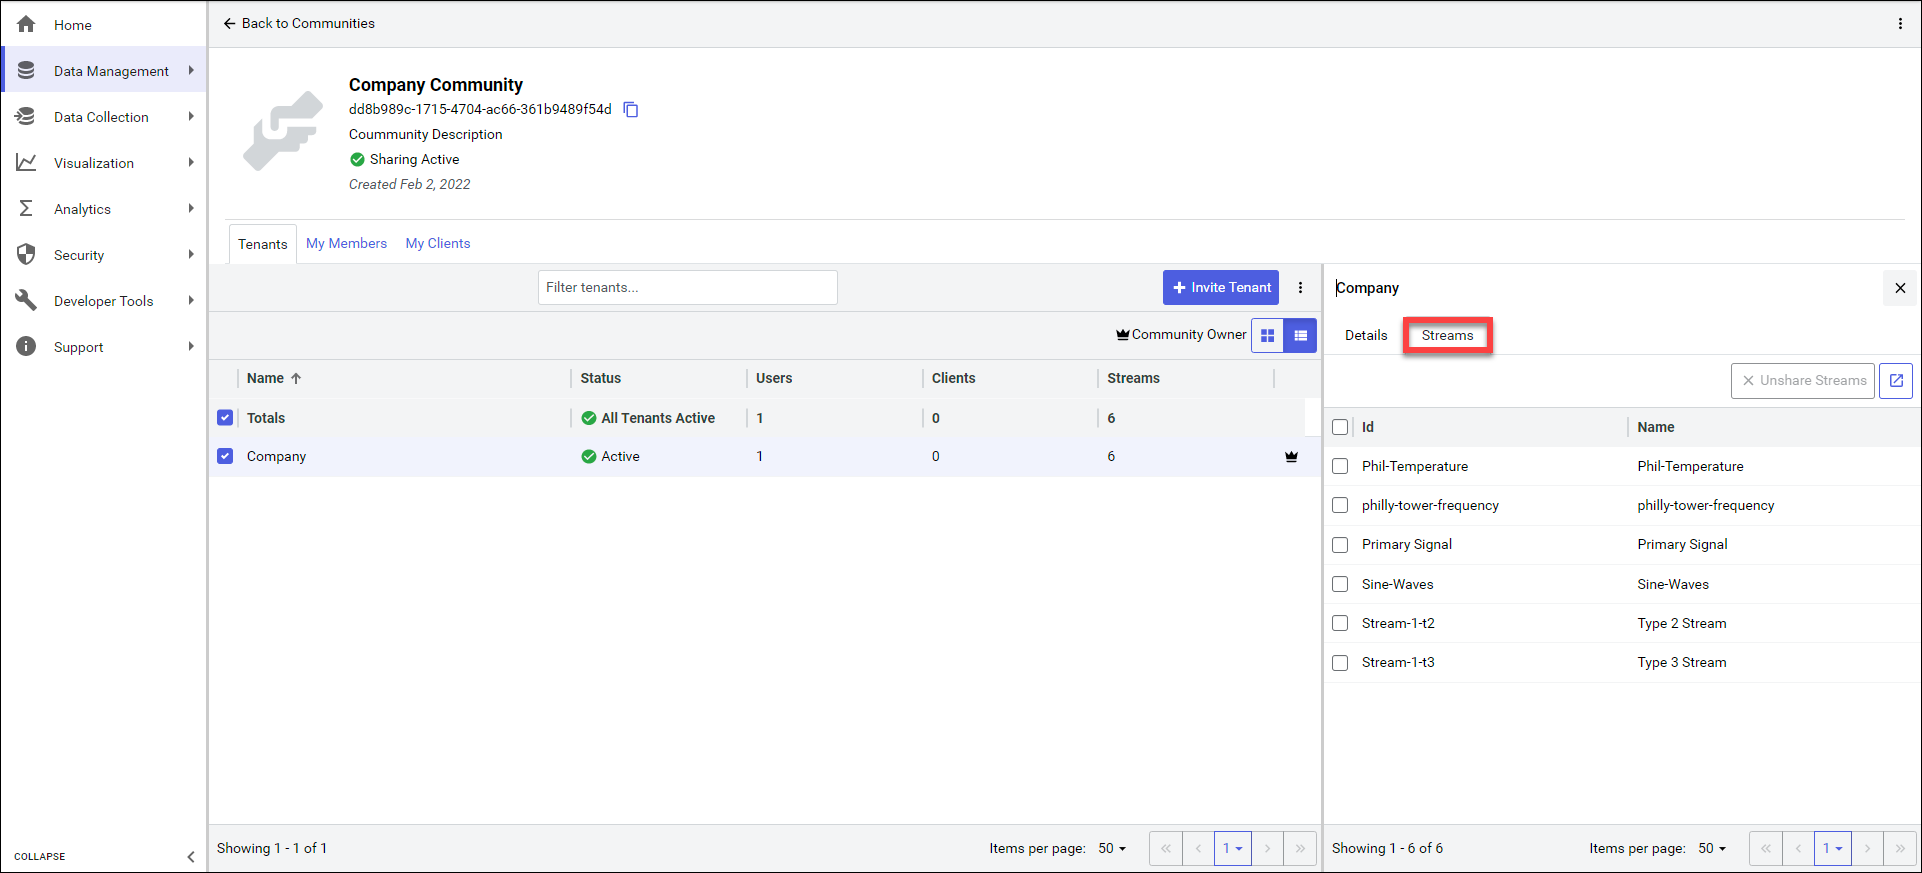 Home
Data Management
Data Collection
Visualization
Analytics
Security
Developer Tools
Support
COLLAPSE
Back to Communities
Company Community
dd8b989c-1715-4704-ac66-361b9489f54d
Coummunity Description
Sharing Active
Created Feb 2, 2022
Tenants My Members My Clients
Filter tenants...
Invite Tenant
Community Owner
Name Status Users Clients Streams
Totals All Tenants Active 1 0 6
Company Active 1 0 6
Showing 1 - 1 of 1 Items per page: 50 1
Company
Details Streams
Unshare Streams
Id Name
Phil-Temperature Phil-Temperature
philly-tower-frequency philly-tower-frequency
Primary Signal Primary Signal
Sine-Waves Sine-Waves
Stream-1-t2 Type 2 Stream
Stream-1-t3 Type 3 Stream
Showing 1 - 6 of 6 Items per page: 50 1